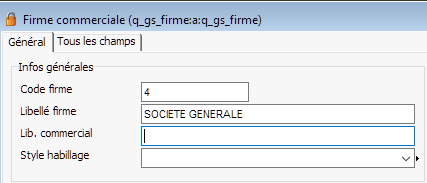 Firme commerciale (q_gs_firme:a:q_gs_firme)
Général Tous les champs
Infos générales
Code firme 4
Libellé firme SOCIETE GENERALE
Lib. commercial
Style habillage